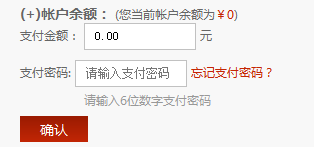 (+)帐户余额： (您当前帐户余额为￥0)
支付金额： 0.00 元
支付密码: 请输入支付密码 忘记支付密码？
请输入6位数字支付密码
确认